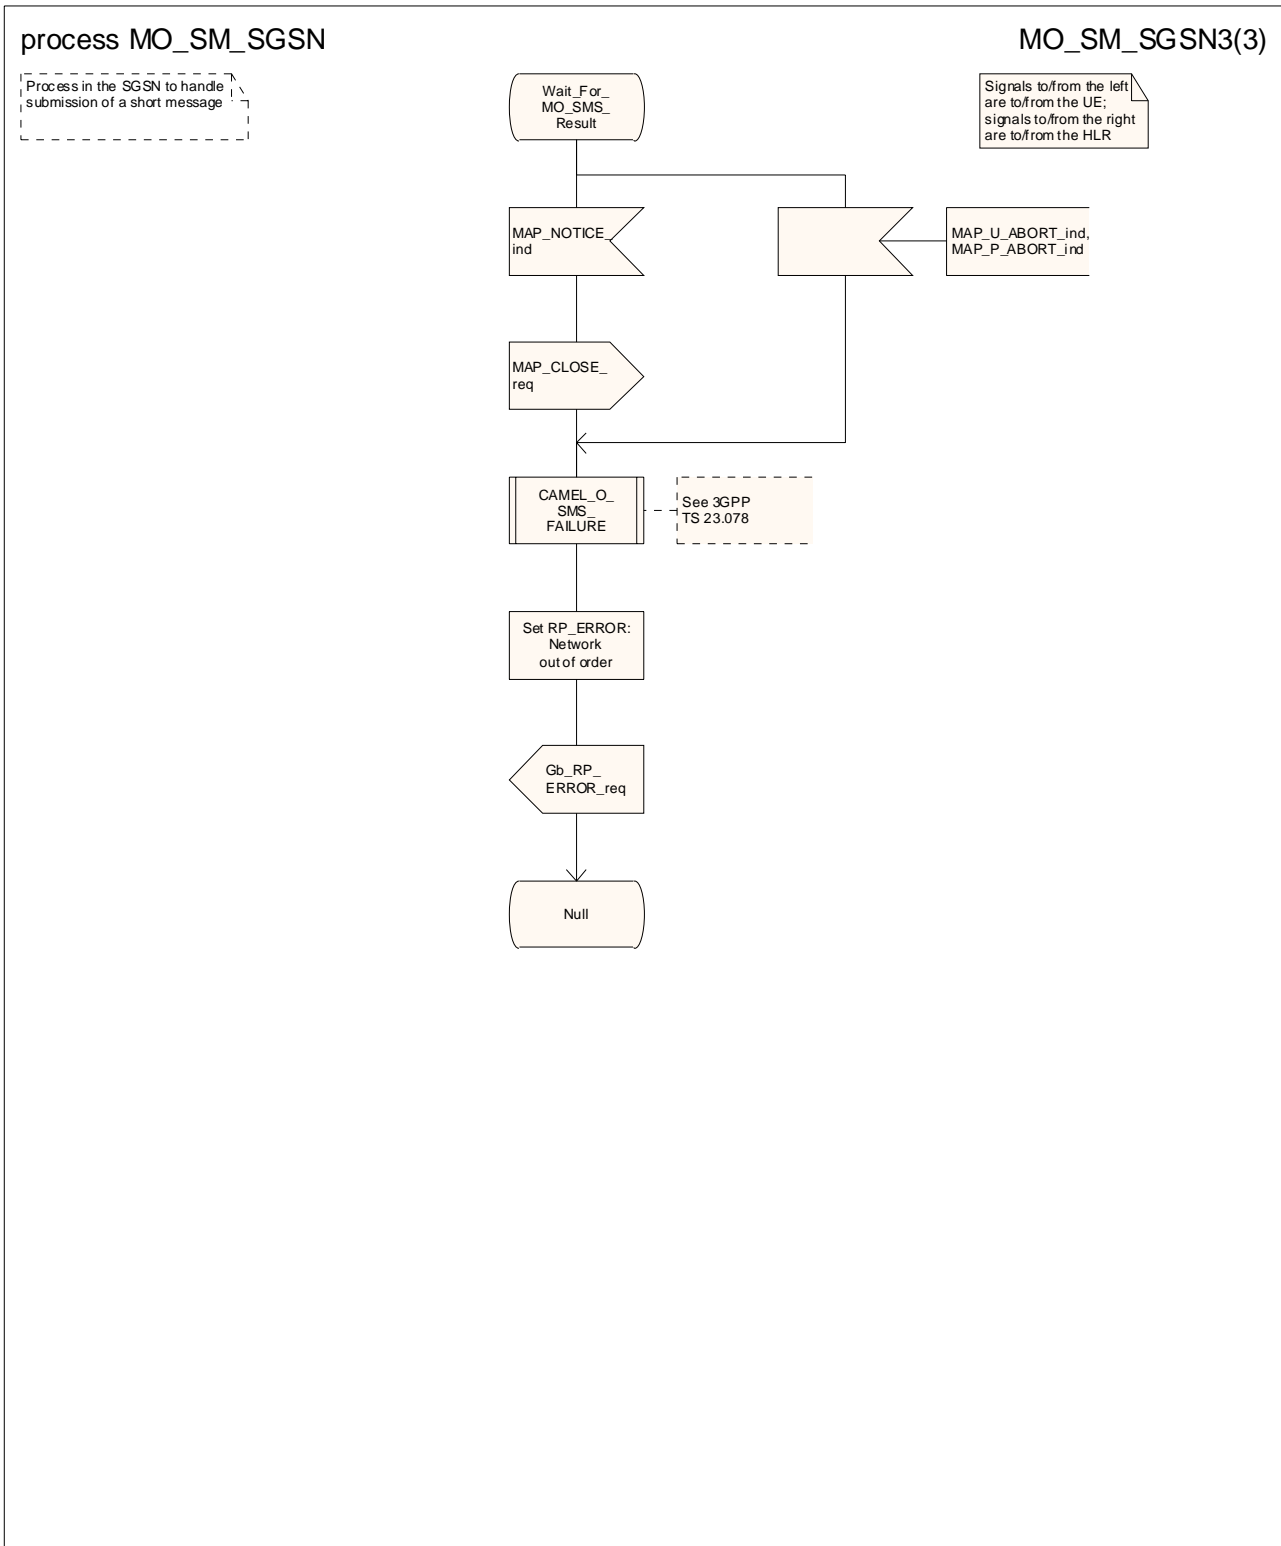 process MO_SM_SGSN
MO_SM_SGSN3(3)
Process in the SGSN to handle
submission of a short message
Wait_For_
MO_SMS_
Result
Signals to/from the left
are to/from the UE;
signals to/from the right
are to/from the HLR
MAP_NOTICE_
ind
MAP_U_ABORT_ind,
MAP_P_ABORT_ind
MAP_CLOSE_
req
CAMEL_O_
SMS_
FAILURE
See 3GPP
TS 23.078
Set RP_ERROR:
Network
out of order
Gb_RP_
ERROR_req
Null